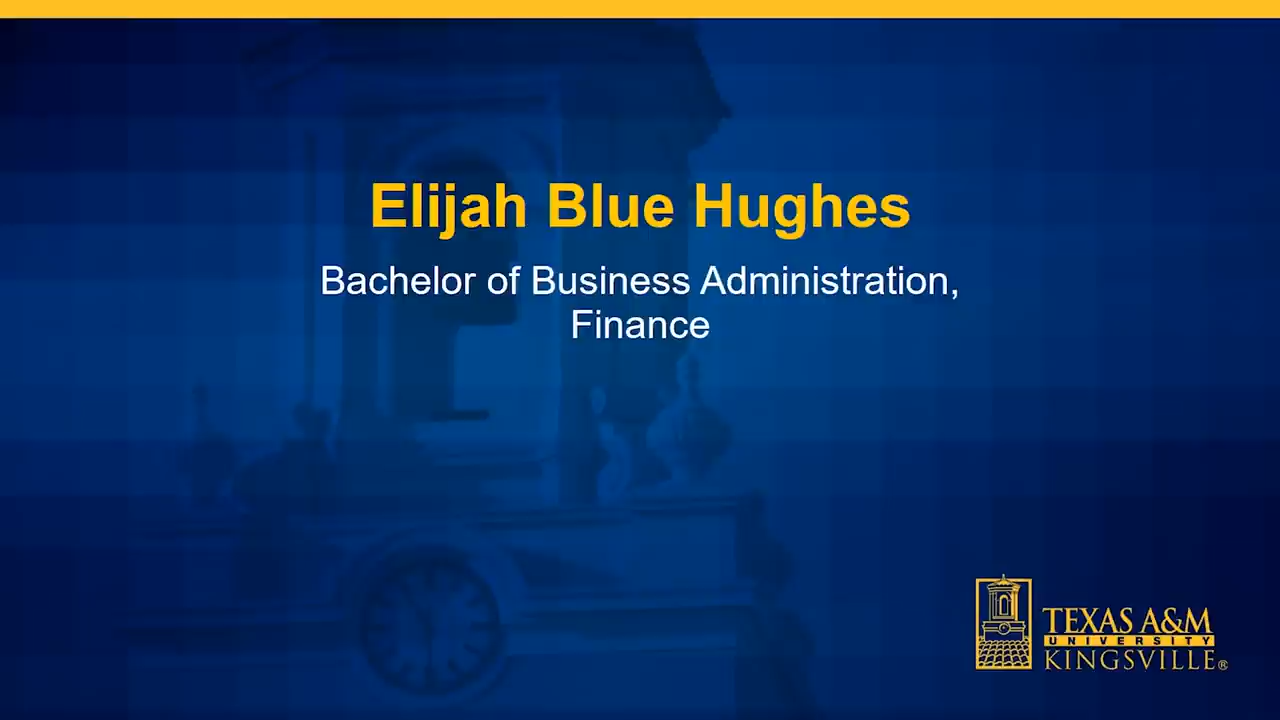 Elijah Blue Hughes
Bachelor of Business Administration,
Finance
TEXAS A&M
UNIVERSITY
KINGSVILLE®